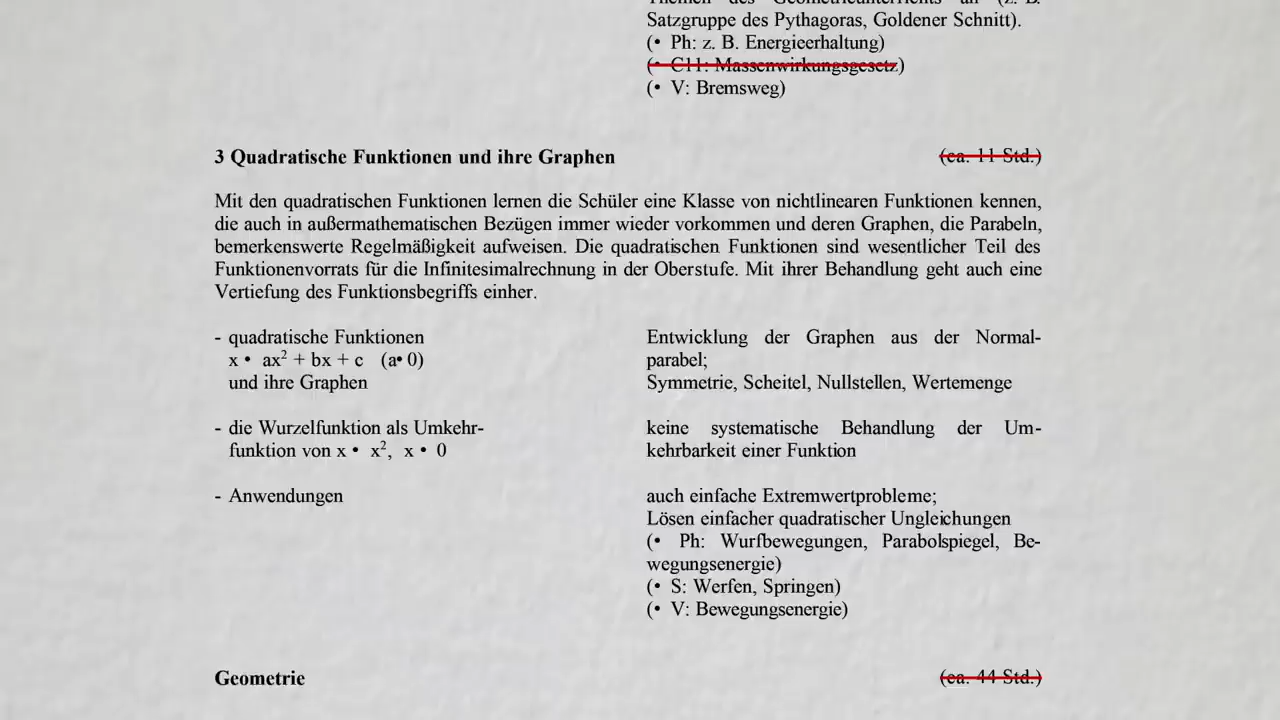 Themen des Geometrieunterrichts an (z. B.
Satzgruppe des Pythagoras, Goldener Schnitt).
(• Ph: z. B. Energieerhaltung)
(• C11: Massenwirkungsgesetz)
(• V: Bremsweg)
3 Quadratische Funktionen und ihre Graphen (ca. 11 Std.)
Mit den quadratischen Funktionen lernen die Schüler eine Klasse von nichtlinearen Funktionen kennen,
die auch in außermathematischen Bezügen immer wieder vorkommen und deren Graphen, die Parabeln,
bemerkenswerte Regelmäßigkeit aufweisen. Die quadratischen Funktionen sind wesentlicher Teil des
Funktionenvorrats für die Infinitesimalrechnung in der Oberstufe. Mit ihrer Behandlung geht auch eine
Vertiefung des Funktionsbegriffs einher.
- quadratische Funktionen
x • ax² + bx + c (a• 0)
und ihre Graphen
Entwicklung der Graphen aus der Normal-
parabel;
Symmetrie, Scheitel, Nullstellen, Wertemenge
- die Wurzelfunktion als Umkehr-
funktion von x • x², x • 0
keine systematische Behandlung der Um-
kehrbarkeit einer Funktion
- Anwendungen
auch einfache Extremwertprobleme;
Lösen einfacher quadratischer Ungleichungen
(• Ph: Wurfbewegungen, Parabolspiegel, Be-
wegungsenergie)
(• S: Werfen, Springen)
(• V: Bewegungsenergie)
Geometrie (ca. 44 Std.)